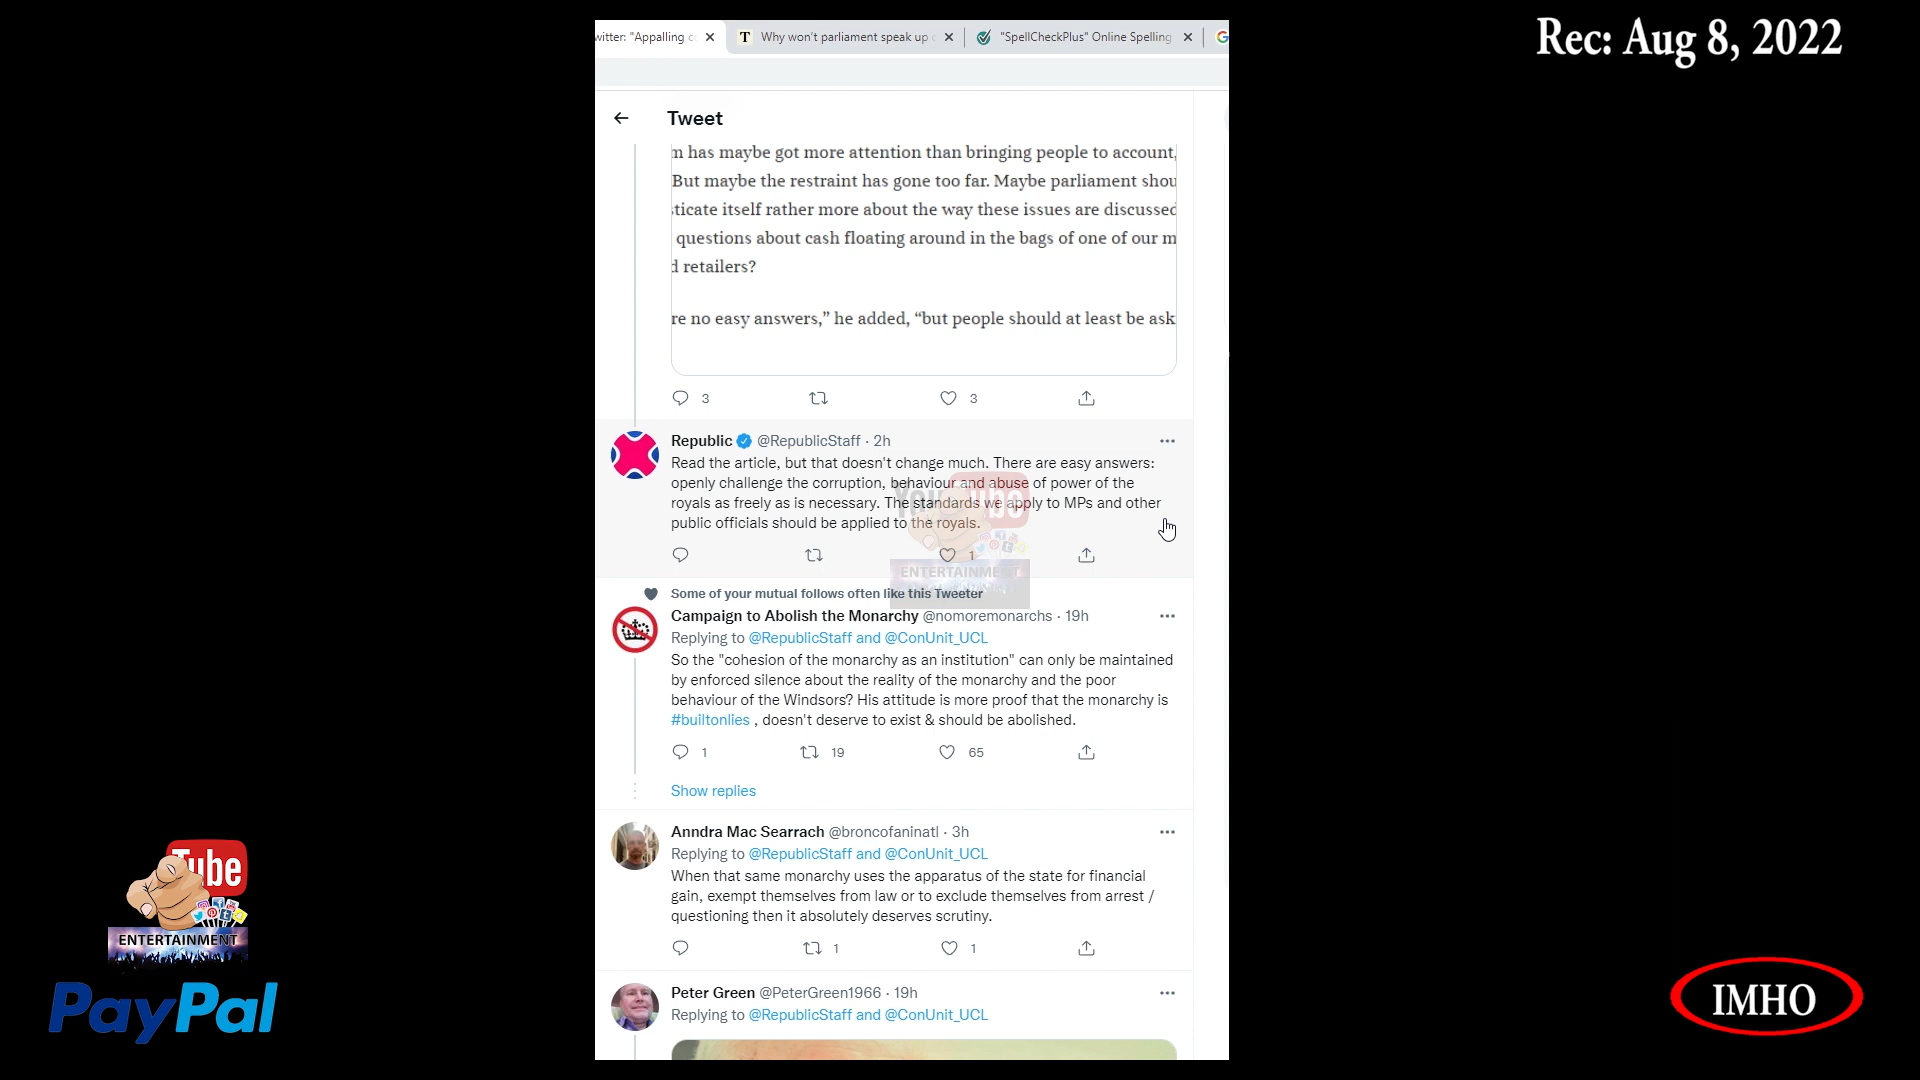 Rec: Aug 8, 2022
witter: "Appalling c
T Why won't parliament speak up o
"SpellCheckPlus" Online Spelling
Tweet
m has maybe got more attention than bringing people to account,
But maybe the restraint has gone too far. Maybe parliament shou
sticate itself rather more about the way these issues are discussed
questions about cash floating around in the bags of one of our m
d retailers?
re no easy answers,” he added, “but people should at least be ask
3 3
Republic @RepublicStaff · 2h
Read the article, but that doesn't change much. There are easy answers:
openly challenge the corruption, behaviour and abuse of power of the
royals as freely as is necessary. The standards we apply to MPs and other
public officials should be applied to the royals.
1
YouTube
ENTERTAINMENT
Some of your mutual follows often like this Tweeter
Campaign to Abolish the Monarchy @nomoremonarchs · 19h
Replying to @RepublicStaff and @ConUnit_UCL
So the "cohesion of the monarchy as an institution" can only be maintained
by enforced silence about the reality of the monarchy and the poor
behaviour of the Windsors? His attitude is more proof that the monarchy is
#builtonlies , doesn't deserve to exist & should be abolished.
1 19 65
Show replies
Anndra Mac Searrach @broncofaninatl · 3h
Replying to @RepublicStaff and @ConUnit_UCL
When that same monarchy uses the apparatus of the state for financial
gain, exempt themselves from law or to exclude themselves from arrest /
questioning then it absolutely deserves scrutiny.
1 1
Peter Green @PeterGreen1966 · 19h
Replying to @RepublicStaff and @ConUnit_UCL
Tube
ENTERTAINMENT
PayPal
IMHO